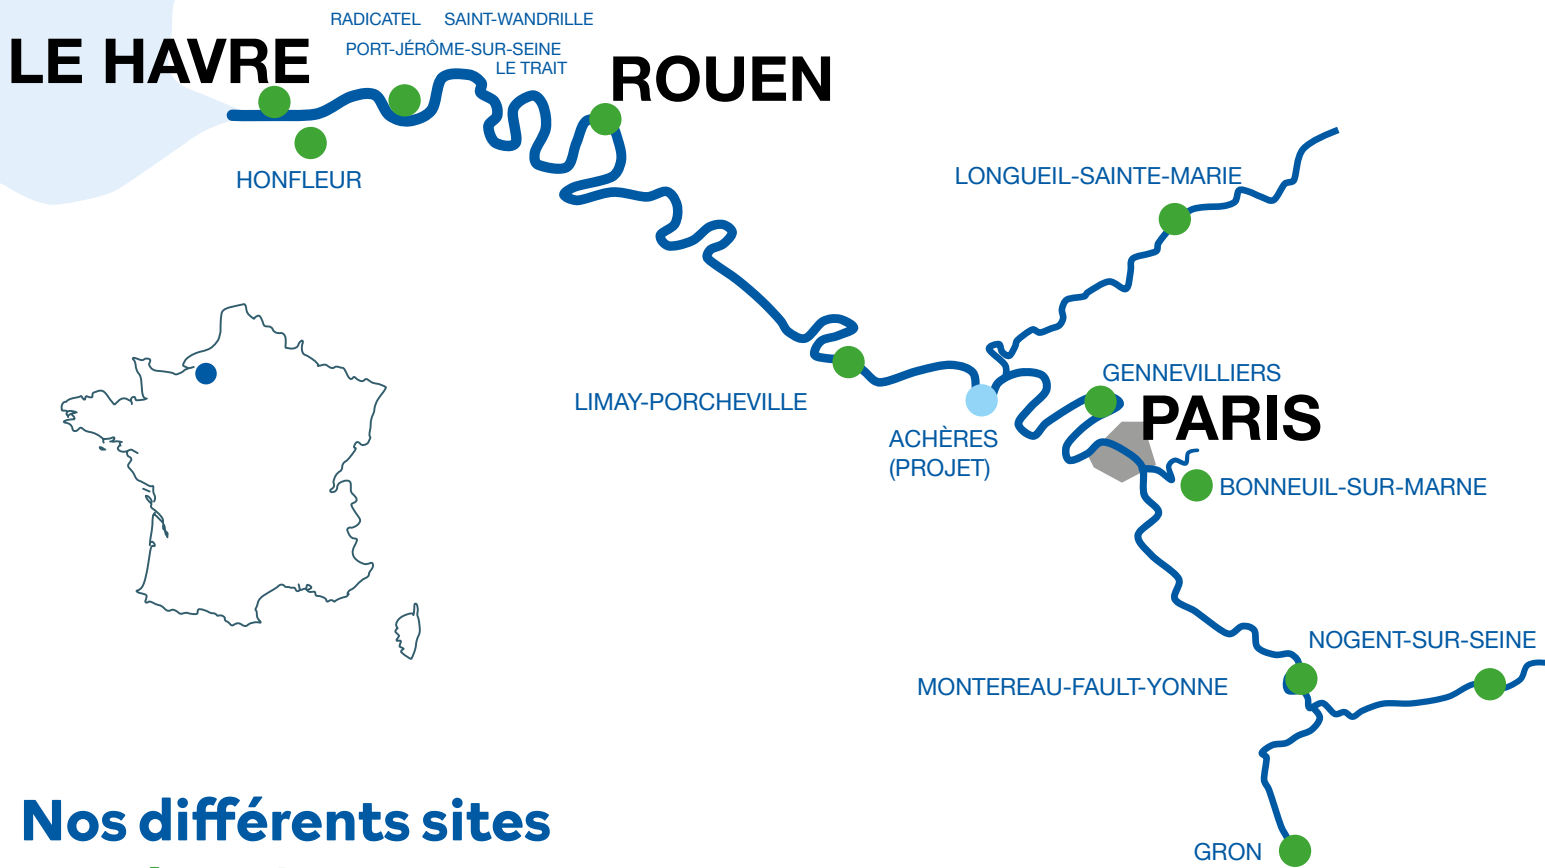 RADICATEL SAINT-WANDRILLE
LE HAVRE
PORT-JÉRÔME-SUR-SEINE
LE TRAIT
ROUEN
HONFLEUR
LONGUEIL-SAINTE-MARIE
GENNEVILLIERS
LIMAY-PORCHEVILLE
PARIS
ACHÈRES
(PROJET)
BONNEUIL-SUR-MARNE
NOGENT-SUR-SEINE
MONTEREAU-FAULT-YONNE
Nos différents sites
GRON